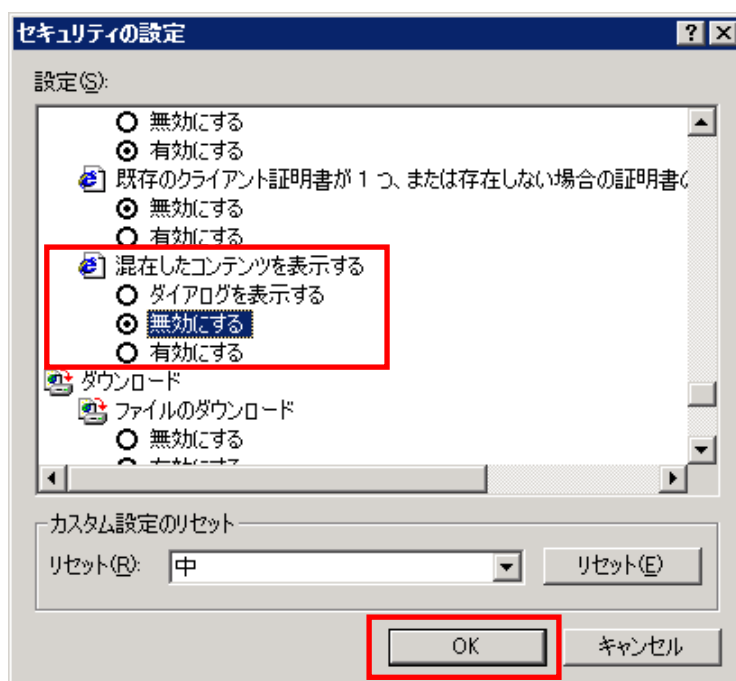 セキュリティの設定
設定(S):
無効にする
有効にする
既存のクライアント証明書が 1 つ、または存在しない場合の証明書の
無効にする
有効にする
混在したコンテンツを表示する
ダイアログを表示する
無効にする
有効にする
ダウンロード
ファイルのダウンロード
無効にする
カスタム設定のリセット
リセット(R): 中 リセット(E)
OK キャンセル